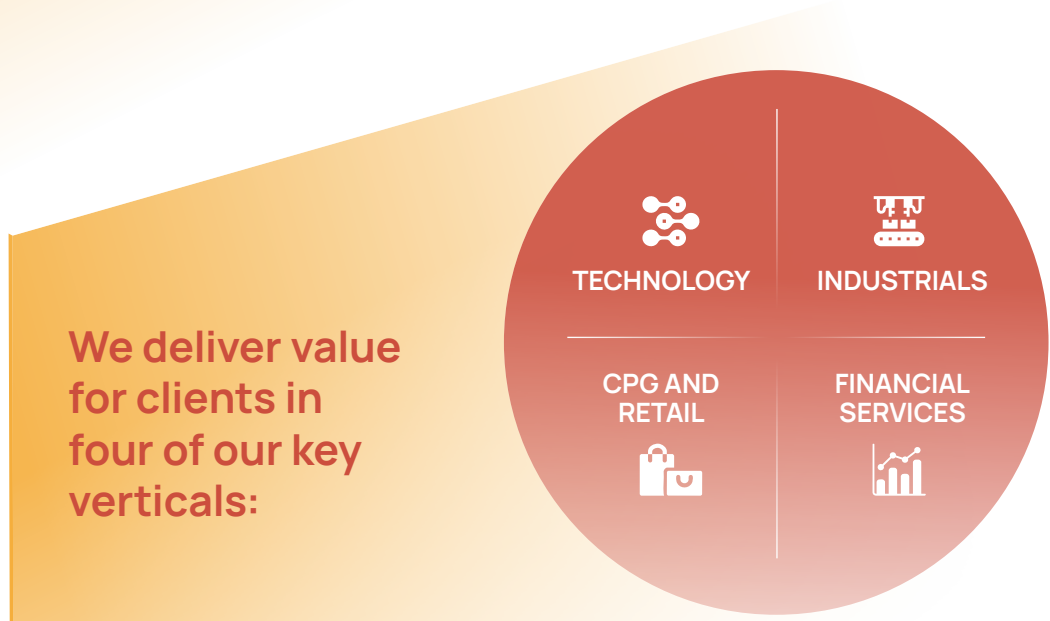 We deliver value
for clients in
four of our key
verticals:
TECHNOLOGY
INDUSTRIALS
CPG AND
RETAIL
FINANCIAL
SERVICES